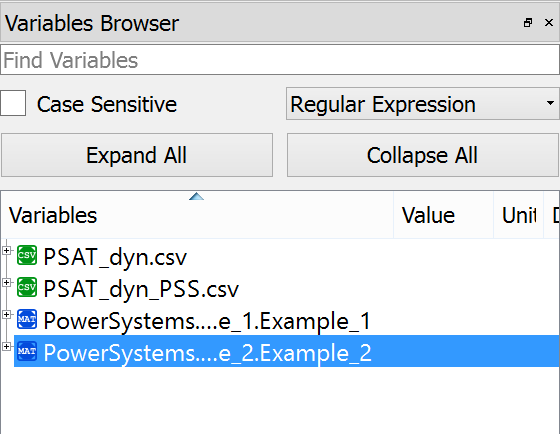 Variables Browser
Find Variables
Case Sensitive Regular Expression
Expand All Collapse All
Variables Value Unit D
CSV PSAT_dyn.csv
CSV PSAT_dyn_PSS.csv
MAT PowerSystems....e_1.Example_1
MAT PowerSystems....e_2.Example_2